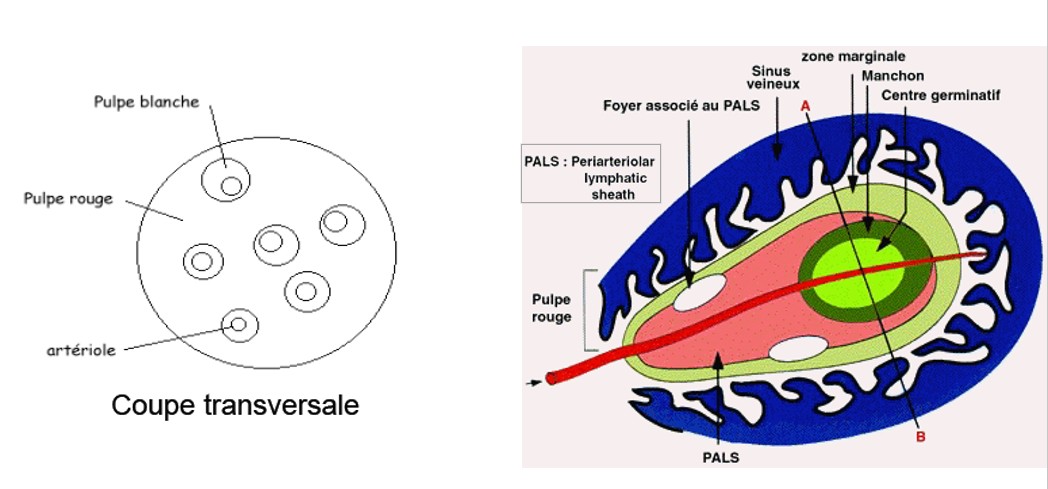 Pulpe blanche
Pulpe rouge
artériole
Coupe transversale
zone marginale
Sinus
veineux
Manchon
Centre germinatif
Foyer associé au PALS
A
PALS : Periarteriolar
lymphatic
sheath
Pulpe
rouge
B
PALS